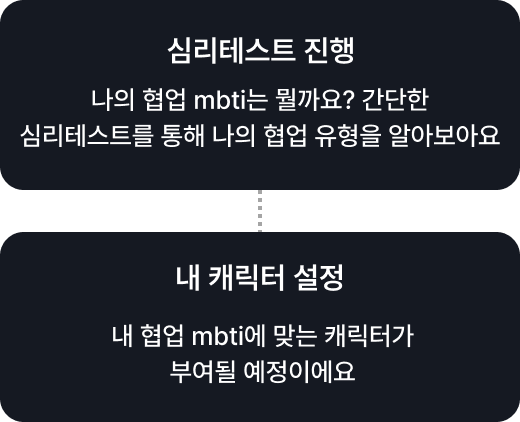 심리테스트 진행
나의 협업 mbti는 뭘까요? 간단한
심리테스트를 통해 나의 협업 유형을 알아보아요
내 캐릭터 설정
내 협업 mbti에 맞는 캐릭터가
부여될 예정이에요